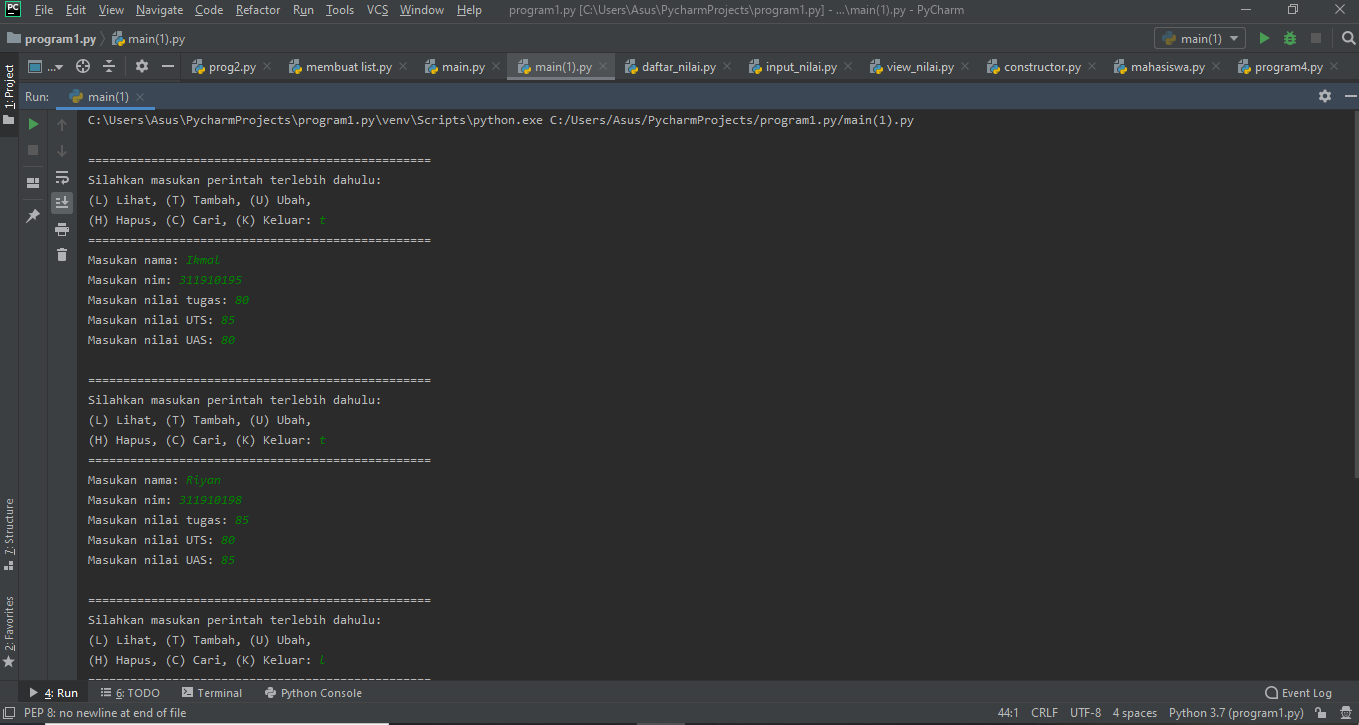 PC File Edit View Navigate Code Refactor Run Tools VCS Window Help program1.py [C:\Users\Asus\PycharmProjects\program1.py] - ...\main(1).py - PyCharm
program1.py main(1).py main(1)
1: Project
... prog2.py membuat list.py main.py main(1).py daftar_nilai.py input_nilai.py view_nilai.py constructor.py mahasiswa.py program4.py
Run: main(1)
C:\Users\Asus\PycharmProjects\program1.py\venv\Scripts\python.exe C:/Users/Asus/PycharmProjects/program1.py/main(1).py
=================================================
Silahkan masukan perintah terlebih dahulu:
(L) Lihat, (T) Tambah, (U) Ubah,
(H) Hapus, (C) Cari, (K) Keluar: t
=================================================
Masukan nama: Ikmal
Masukan nim: 311910195
Masukan nilai tugas: 80
Masukan nilai UTS: 85
Masukan nilai UAS: 80
=================================================
Silahkan masukan perintah terlebih dahulu:
(L) Lihat, (T) Tambah, (U) Ubah,
(H) Hapus, (C) Cari, (K) Keluar: t
=================================================
Masukan nama: Riyan
Masukan nim: 311910198
Masukan nilai tugas: 85
Masukan nilai UTS: 80
Masukan nilai UAS: 85
=================================================
Silahkan masukan perintah terlebih dahulu:
(L) Lihat, (T) Tambah, (U) Ubah,
(H) Hapus, (C) Cari, (K) Keluar: l
=================================================
7: Structure
2: Favorites
4: Run 6: TODO Terminal Python Console Event Log
PEP 8: no newline at end of file 44:1 CRLF UTF-8 4 spaces Python 3.7 (program1.py)